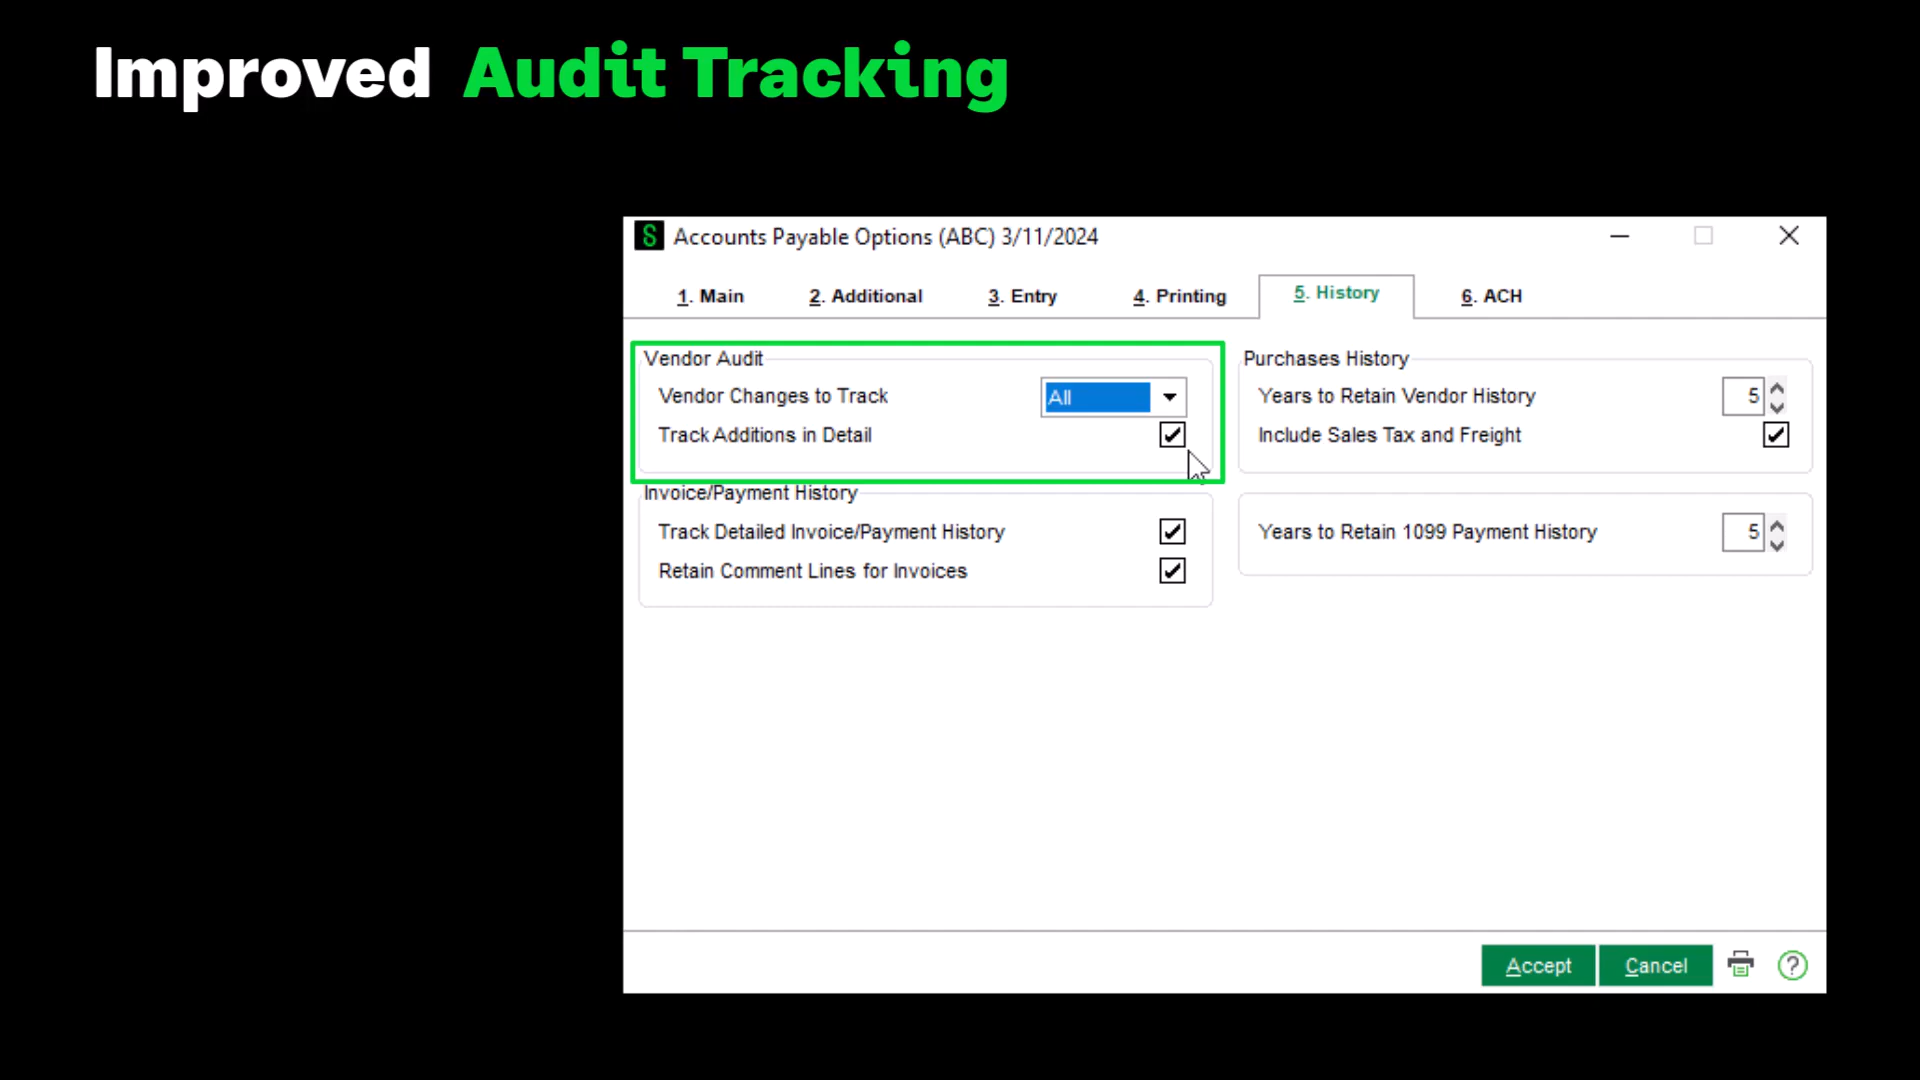 Improved Audit Tracking
S Accounts Payable Options (ABC) 3/11/2024
1. Main 2. Additional 3. Entry 4. Printing 5. History 6. ACH
Vendor Audit
Vendor Changes to Track All
Track Additions in Detail
Invoice/Payment History
Track Detailed Invoice/Payment History
Retain Comment Lines for Invoices
Purchases History
Years to Retain Vendor History 5
Include Sales Tax and Freight
Years to Retain 1099 Payment History 5
Accept Cancel ?